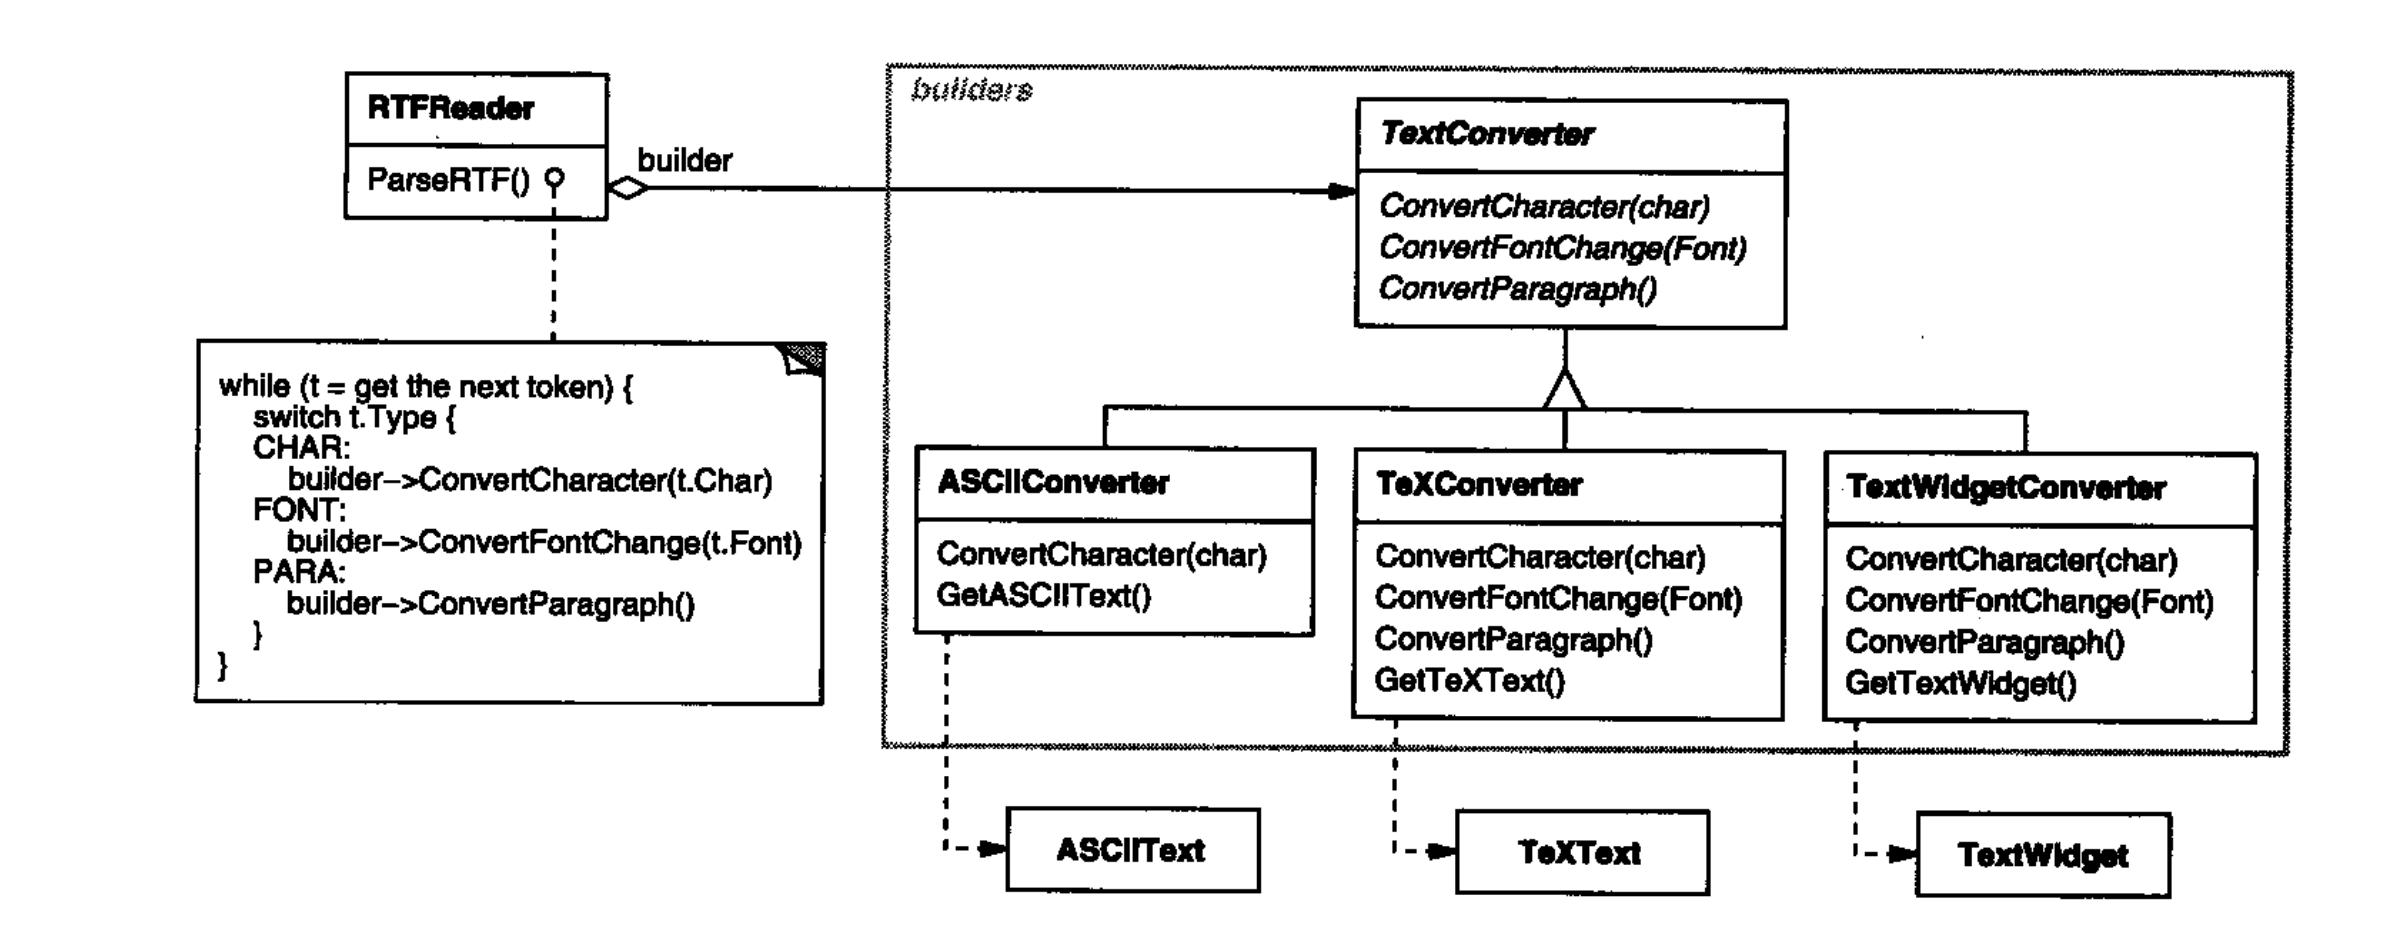 RTFReader
ParseRTF()
builder
while (t = get the next token) {
switch t.Type {
CHAR:
builder–>ConvertCharacter(t.Char)
FONT:
builder–>ConvertFontChange(t.Font)
PARA:
builder–>ConvertParagraph()
}
}
builders
TextConverter
ConvertCharacter(char)
ConvertFontChange(Font)
ConvertParagraph()
ASCIIConverter
ConvertCharacter(char)
GetASCIIText()
TeXConverter
ConvertCharacter(char)
ConvertFontChange(Font)
ConvertParagraph()
GetTeXText()
TextWidgetConverter
ConvertCharacter(char)
ConvertFontChange(Font)
ConvertParagraph()
GetTextWidget()
ASCIIText
TeXText
TextWidget